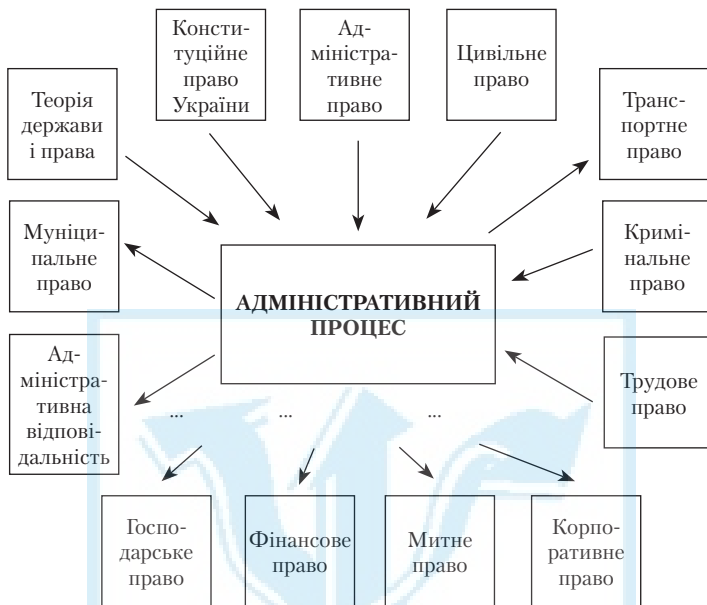 Консти-
туційне
право
України
Ад-
міністра-
тивне
право
Цивільне
право
Теорія
держави
і права
Транс-
портне
право
Муніци-
пальне
право
АДМІНІСТРАТИВНИЙ
ПРОЦЕС
Кримі-
нальне
право
Ад-
міністра-
тивна
відпові-
дальність
Трудове
право
... ... ...
Госпо-
дарське
право
Фінансове
право
Митне
право
Корпо-
ративне
право